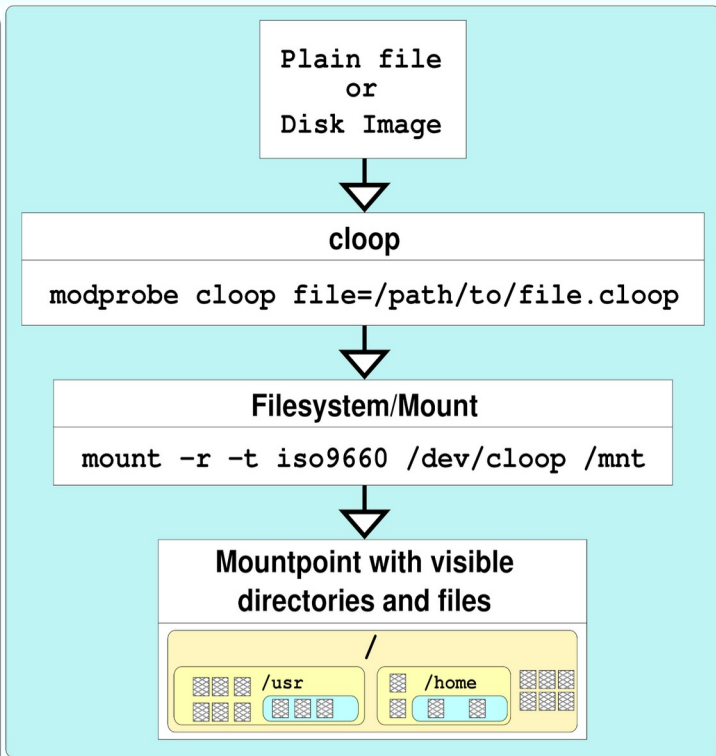 Plain file
or
Disk Image
cloop
modprobe cloop file=/path/to/file.cloop
Filesystem/Mount
mount –r –t iso9660 /dev/cloop /mnt
Mountpoint with visible
directories and files
/
/usr
/home